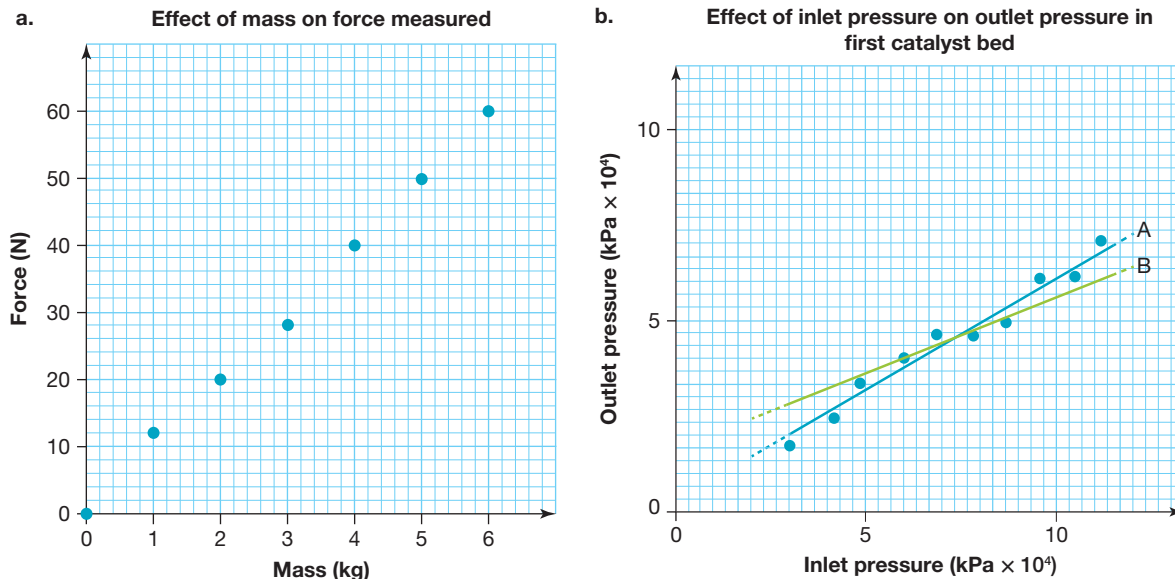 a.
Effect of mass on force measured
60
50
40
30
20
10
0
Force (N)
0 1 2 3 4 5 6
Mass (kg)
b.
Effect of inlet pressure on outlet pressure in
first catalyst bed
10
5
0
Outlet pressure (kPa × 10⁴)
A
B
0 5 10
Inlet pressure (kPa × 10⁴)